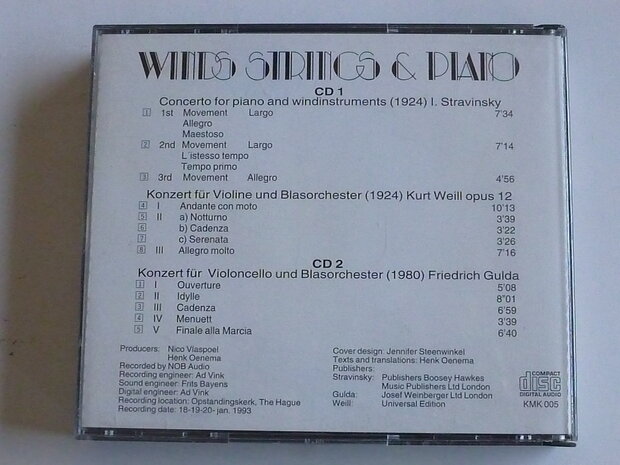 WINDS STRINGS & PIANO
CD 1
Concerto for piano and windinstruments (1924) I. Stravinsky
1 1st Movement Largo 7'34
Allegro
Maestoso
2 2nd Movement Largo 7'14
L'istesso tempo
Tempo primo
3 3rd Movement Allegro 4'56
Konzert für Violine und Blasorchester (1924) Kurt Weill opus 12
4 I Andante con moto 10'13
5 II a) Notturno 3'39
6 b) Cadenza 3'22
7 c) Serenata 3'26
8 III Allegro molto 7'16
CD 2
Konzert für Violoncello und Blasorchester (1980) Friedrich Gulda
1 I Ouverture 5'08
2 II Idylle 8"01
3 III Cadenza 6'59
4 IV Menuett 3'39
5 V Finale alla Marcia 6'40
Producers: Nico Vlaspoel
Henk Oenema
Recorded by NOB Audio
Recording engineer: Ad Vink
Sound engineer: Frits Bayens
Digital engineer: Ad Vink
Recording location: Opstandingskerk, The Hague
Recording date: 18-19-20- jan. 1993
Cover design: Jennifer Steenwinkel
Texts and translations: Henk Oenema
Publishers:
Stravinsky: Publishers Boosey Hawkes
Music Publishers Ltd London
Gulda: Josef Weinberger Ltd London
Weill: Universal Edition
COMPACT
disc
DIGITAL AUDIO
KMK 005